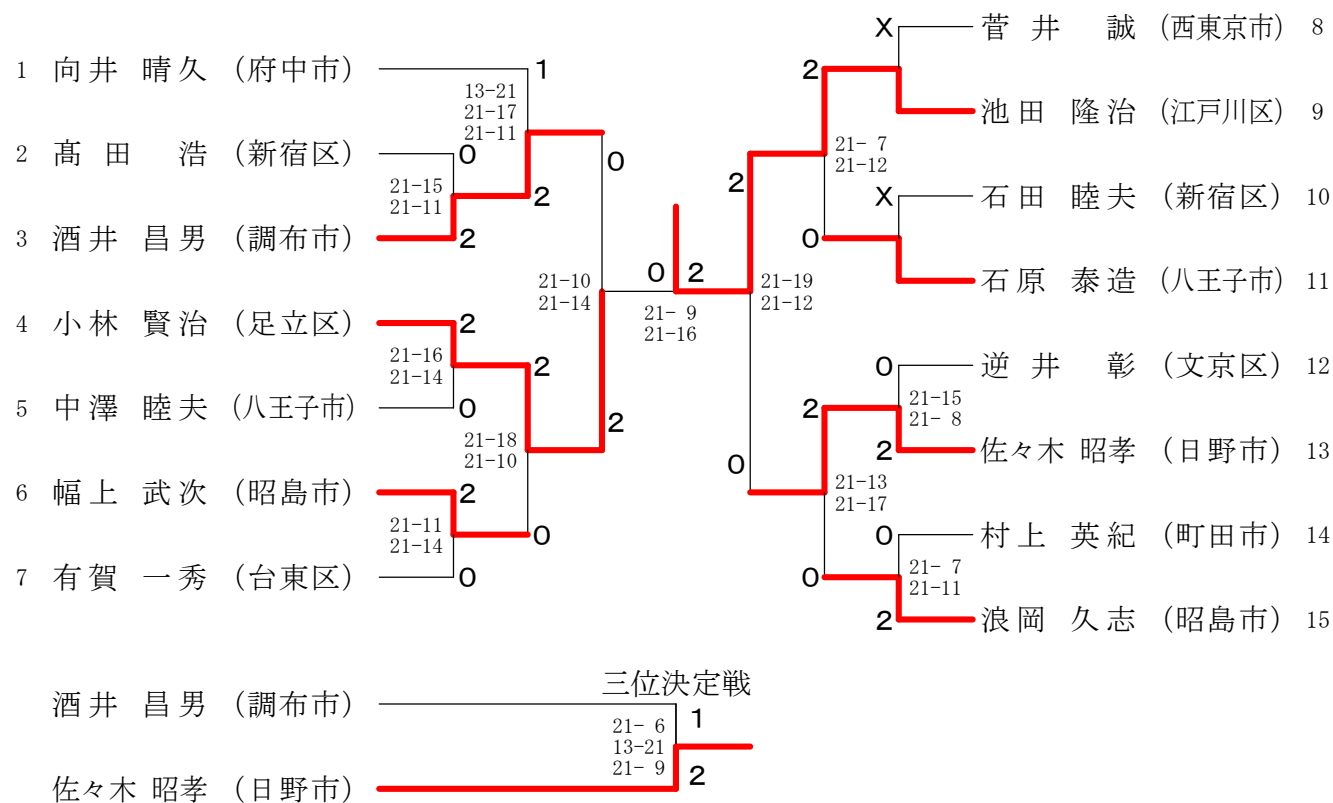 1 向井 晴久 (府中市)
1
13-21
21-17
21-11
2 髙田 浩 (新宿区)
0
21-15
21-11
2
3 酒井 昌男 (調布市)
2
0
21-10
21-14
4 小林 賢治 (足立区)
2
21-16
21-14
2
5 中澤 睦夫 (八王子市)
0
21-18
21-10
2
6 幅上 武次 (昭島市)
2
21-11
21-14
0
7 有賀 一秀 (台東区)
0
0 2
21- 9
21-16
X 菅井 誠 (西東京市) 8
2
池田 隆治 (江戸川区) 9
21- 7
21-12
2
X 石田 睦夫 (新宿区) 10
0
石原 泰造 (八王子市) 11
21-19
21-12
0 逆井 彰 (文京区) 12
21-15
21- 8
2
2 佐々木 昭孝 (日野市) 13
0
21-13
21-17
0 村上 英紀 (町田市) 14
21- 7
21-11
0
2 浪岡 久志 (昭島市) 15
三位決定戦
酒井 昌男 (調布市)
1
21- 6
13-21
21- 9
2
佐々木 昭孝 (日野市)